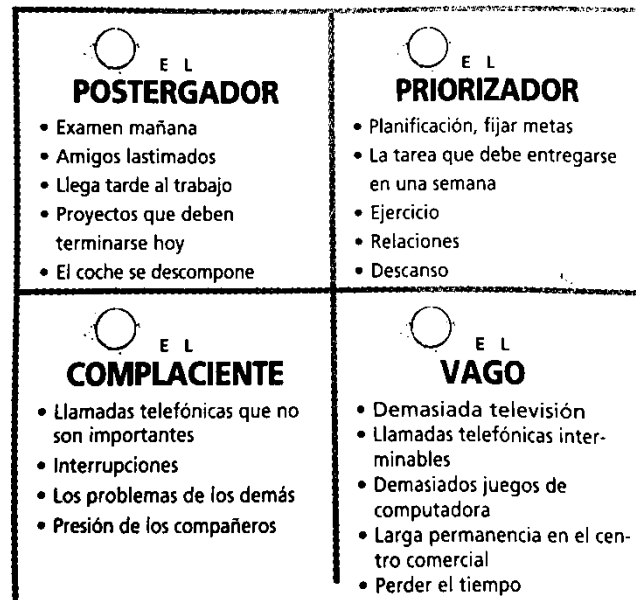 EL
POSTERGADOR
• Examen mañana
• Amigos lastimados
• Llega tarde al trabajo
• Proyectos que deben
terminarse hoy
• El coche se descompone
EL
PRIORIZADOR
• Planificación, fijar metas
• La tarea que debe entregarse
en una semana
• Ejercicio
• Relaciones
• Descanso
EL
COMPLACIENTE
• Llamadas telefónicas que no
son importantes
• Interrupciones
• Los problemas de los demás
• Presión de los compañeros
EL
VAGO
• Demasiada televisión
• Llamadas telefónicas inter-
minables
• Demasiados juegos de
computadora
• Larga permanencia en el cen-
tro comercial
• Perder el tiempo